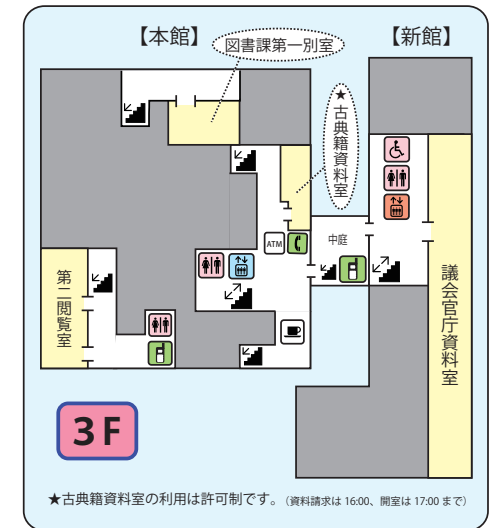 【本館】
図書課第一別室
【新館】
★古典籍資料室
ATM
中庭
第二閲覧室
議会官庁資料室
3F
★古典籍資料室の利用は許可制です。(資料請求は 16:00、開室は 17:00 まで)